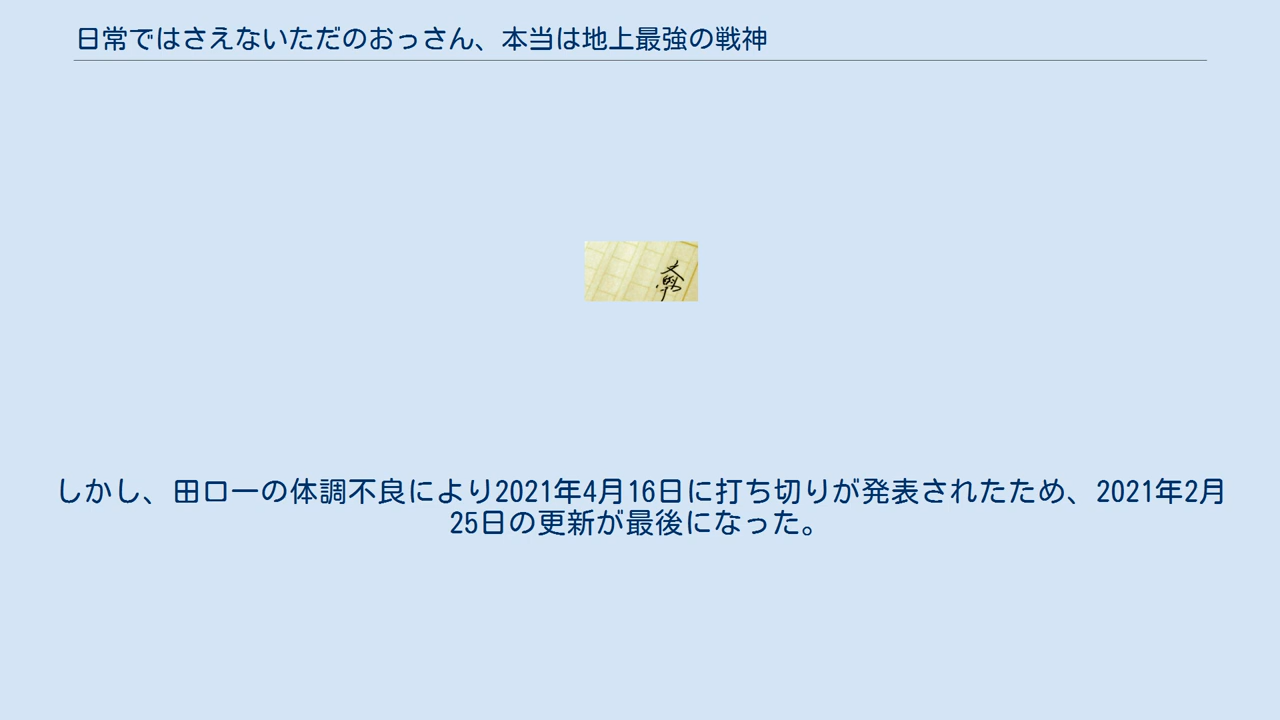 日常ではさえないただのおっさん、本当は地上最強の戦神
しかし、田ローの体調不良により2021年4月16日に打ち切りが発表されたため、2021年2月
25日の更新が最後になった。